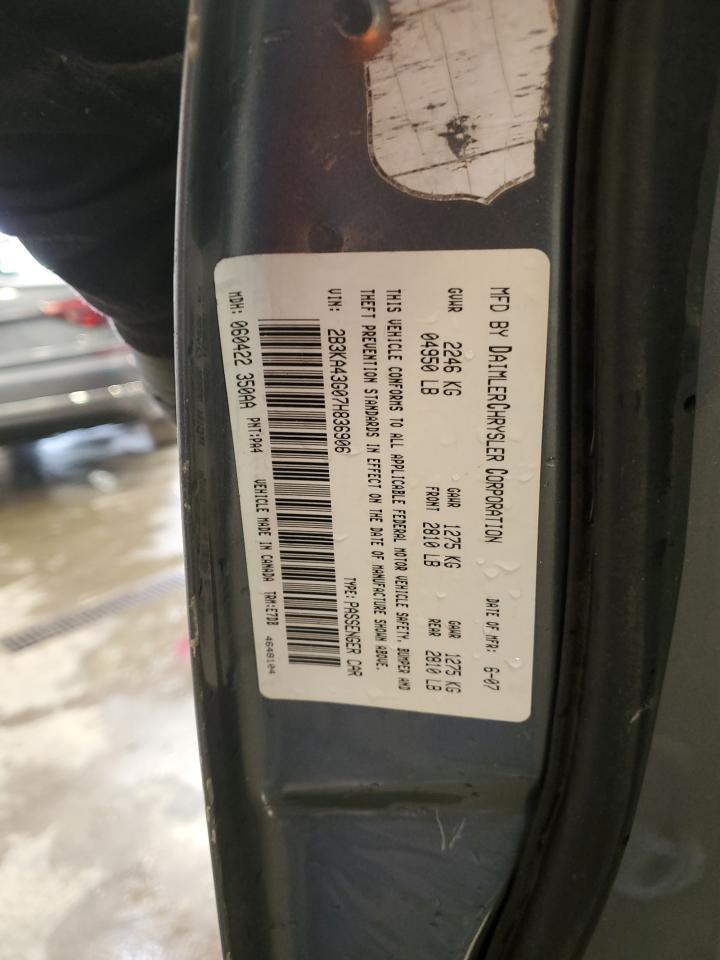 MFD BY DAIMLERCHRYSLER CORPORATION DATE OF MFR: 6-07
GVWR 2246 KG GAWR 1275 KG GAWR 1275 KG
04950 LB FRONT 2810 LB REAR 2810 LB
THIS VEHICLE CONFORMS TO ALL APPLICABLE FEDERAL MOTOR VEHICLE SAFETY, BUMPER AND
THEFT PREVENTION STANDARDS IN EFFECT ON THE DATE OF MANUFACTURE SHOWN ABOVE.
VIN: 2B3KA43G07H836906 TYPE: PASSENGER CAR
MDH: 060422 350AA PNT:PA4 VEHICLE MADE IN CANADA TRM:E7DB 4648104